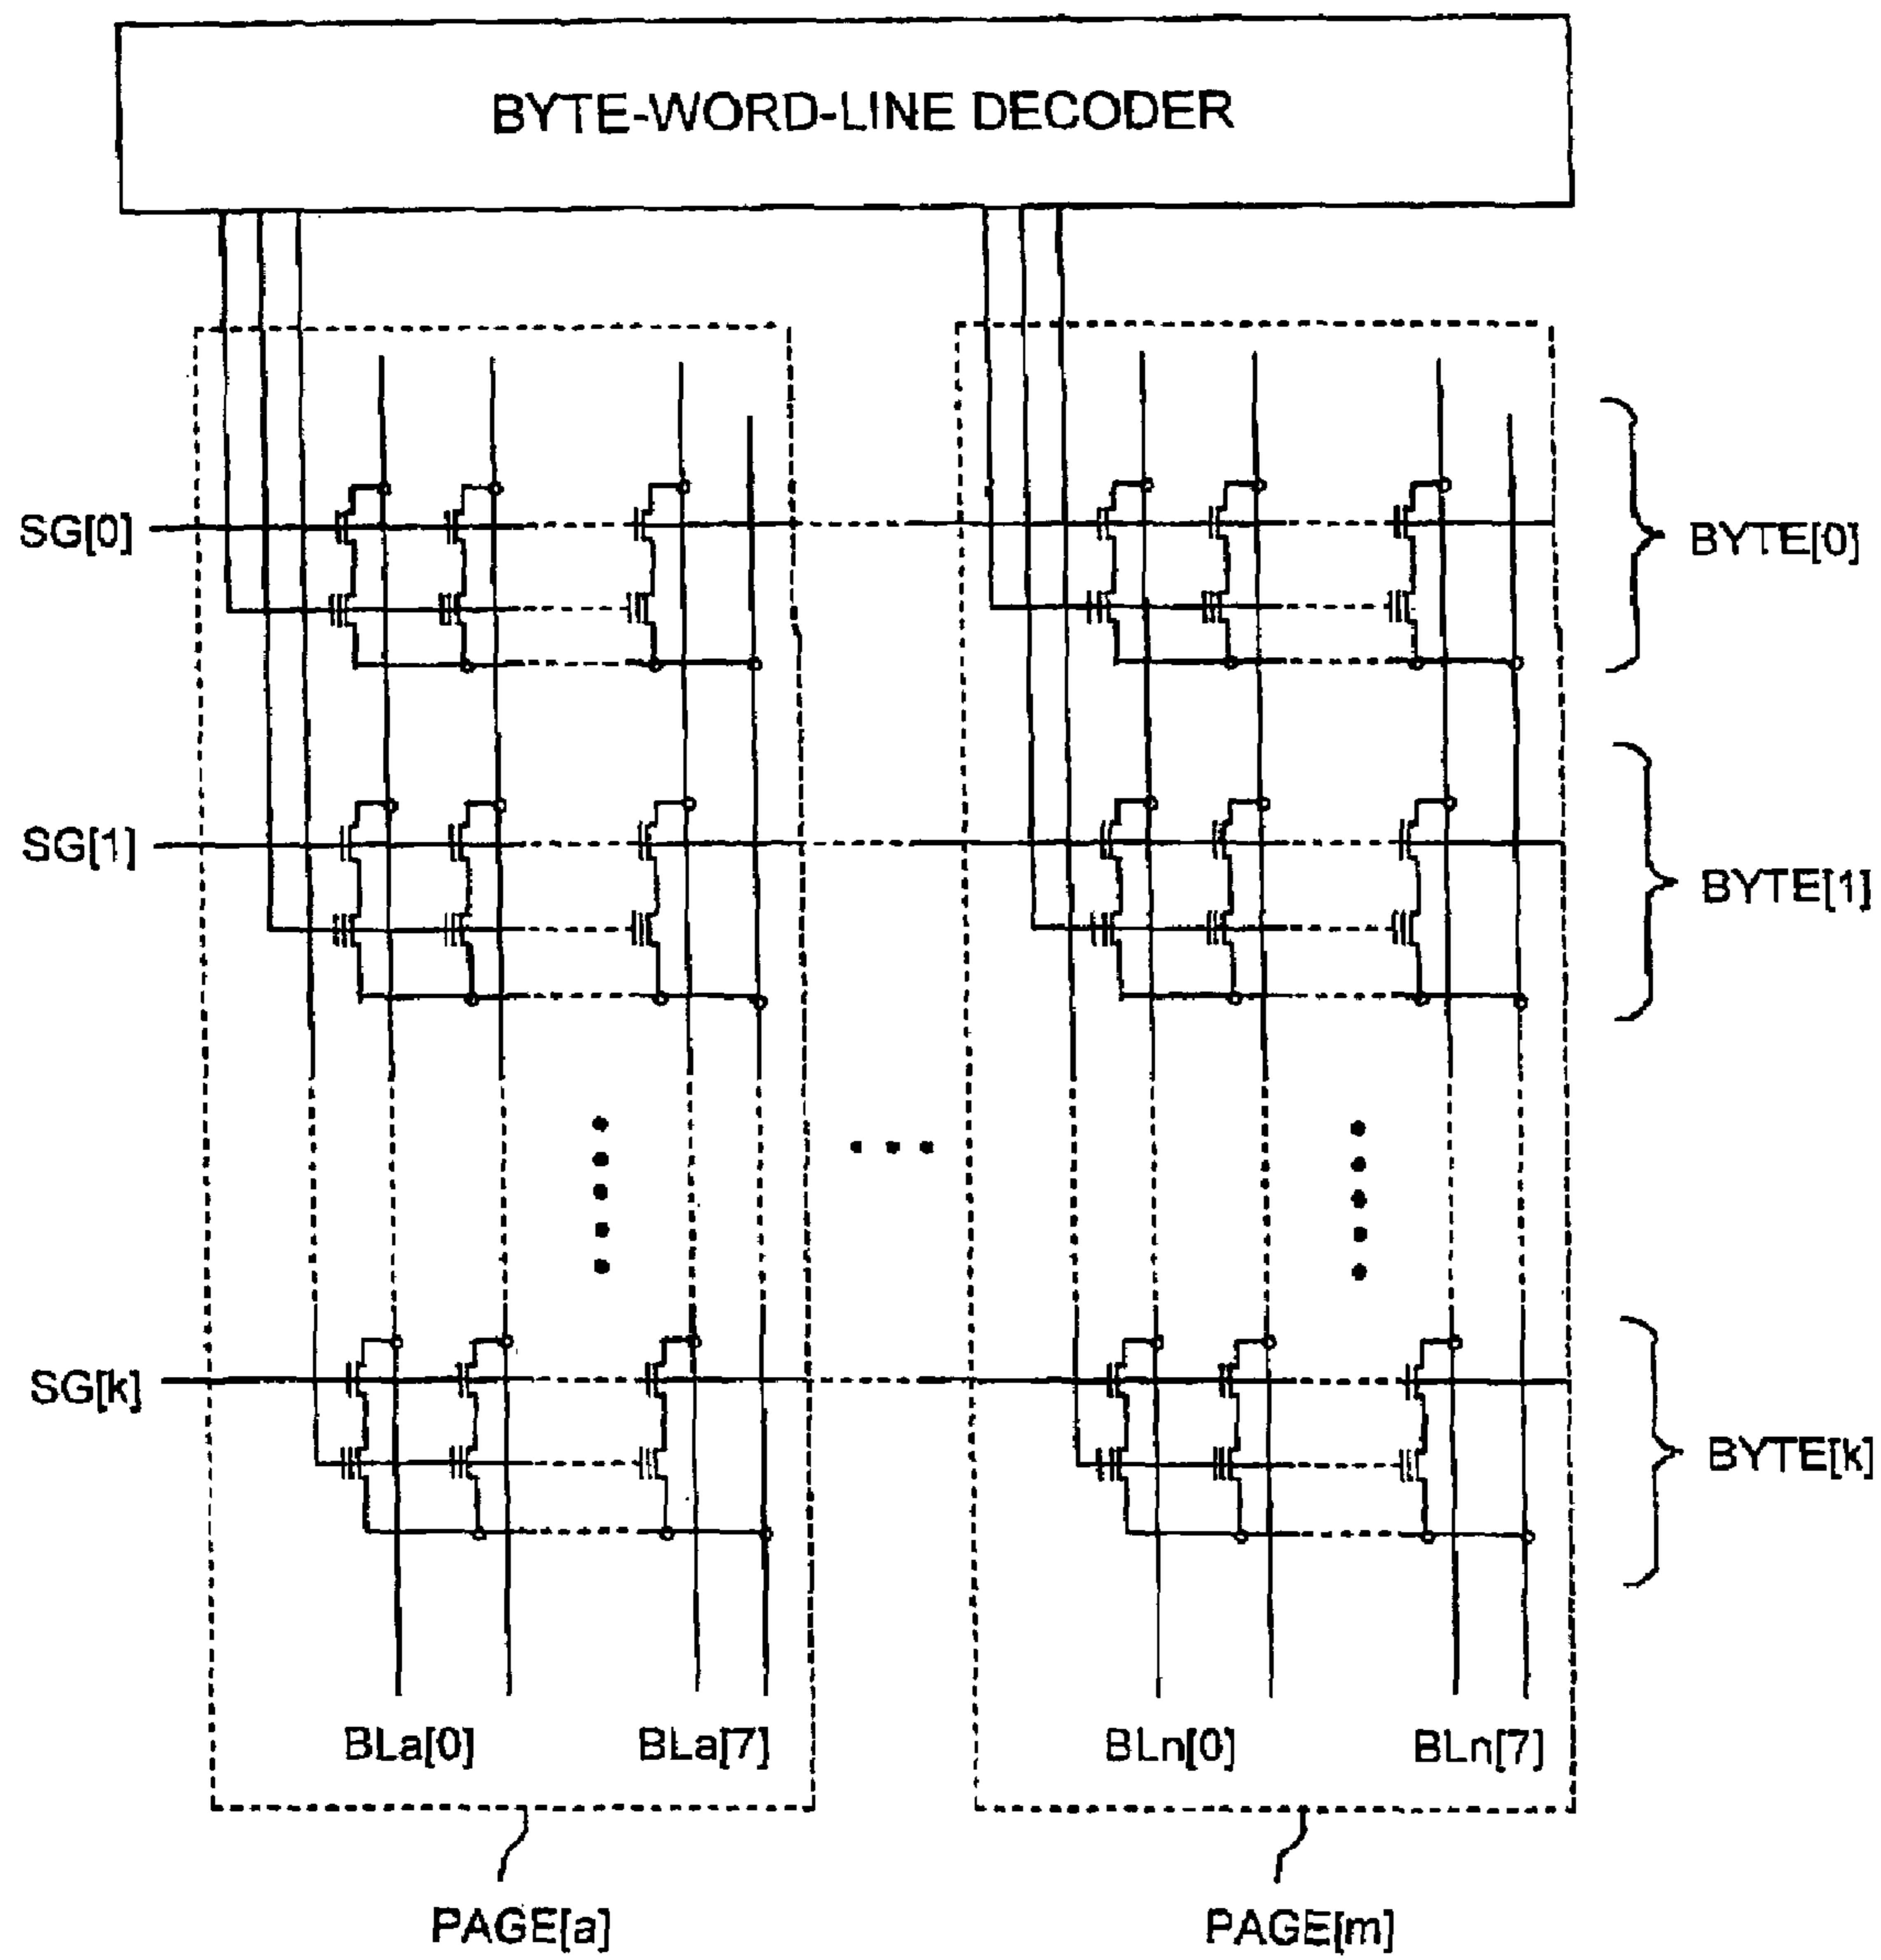 BYTE-WORD-LINE DECODER
SG[0]
BYTE[0]
SG[1]
BYTE[1]
SG[k]
BYTE[k]
BLa[0]
BLa[7]
BLn[0]
BLn[7]
PAGE[a]
PAGE[m]